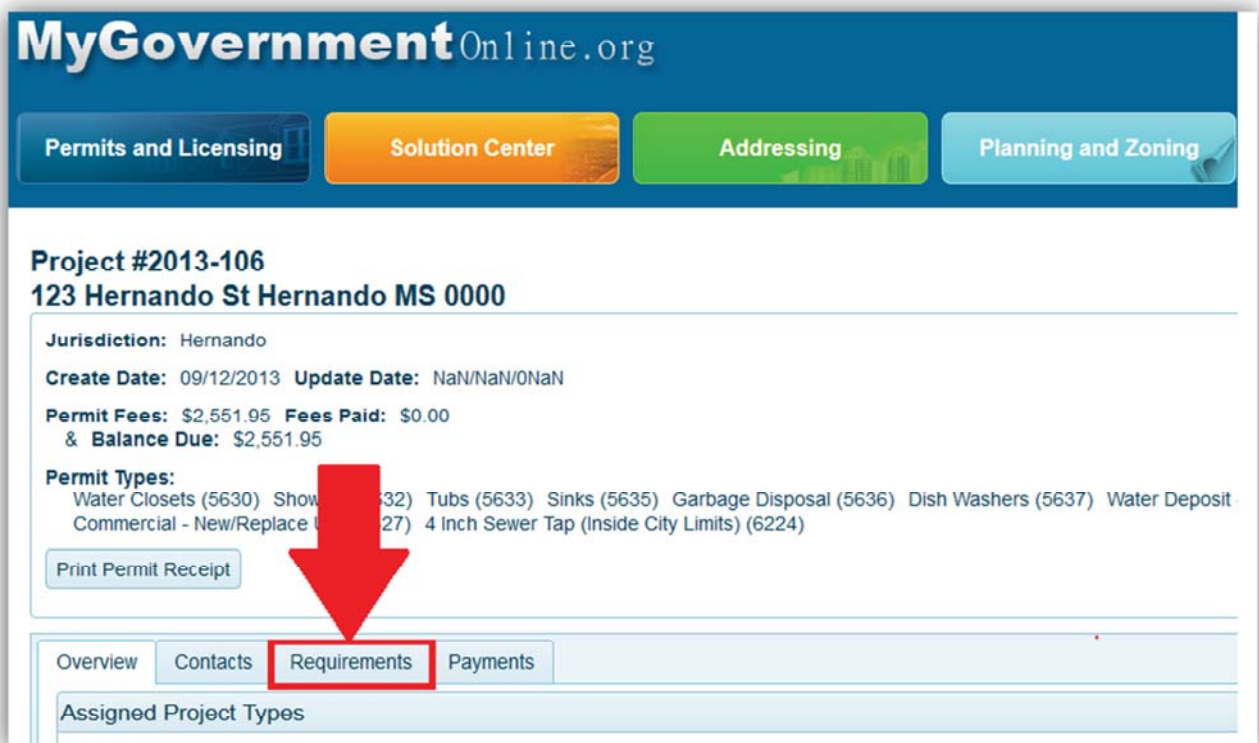 MyGovernmentOnline.org
Permits and Licensing Solution Center Addressing Planning and Zoning
Project #2013-106
123 Hernando St Hernando MS 0000
Jurisdiction: Hernando
Create Date: 09/12/2013 Update Date: NaN/NaN/0NaN
Permit Fees: $2,551.95 Fees Paid: $0.00
& Balance Due: $2,551.95
Permit Types:
Water Closets (5630) Tubs (5633) Sinks (5635) Garbage Disposal (5636) Dish Washers (5637) Water Deposit -
Commercial - New/Replace 4 Inch Sewer Tap (Inside City Limits) (6224)
Print Permit Receipt
Overview Contacts Requirements Payments
Assigned Project Types